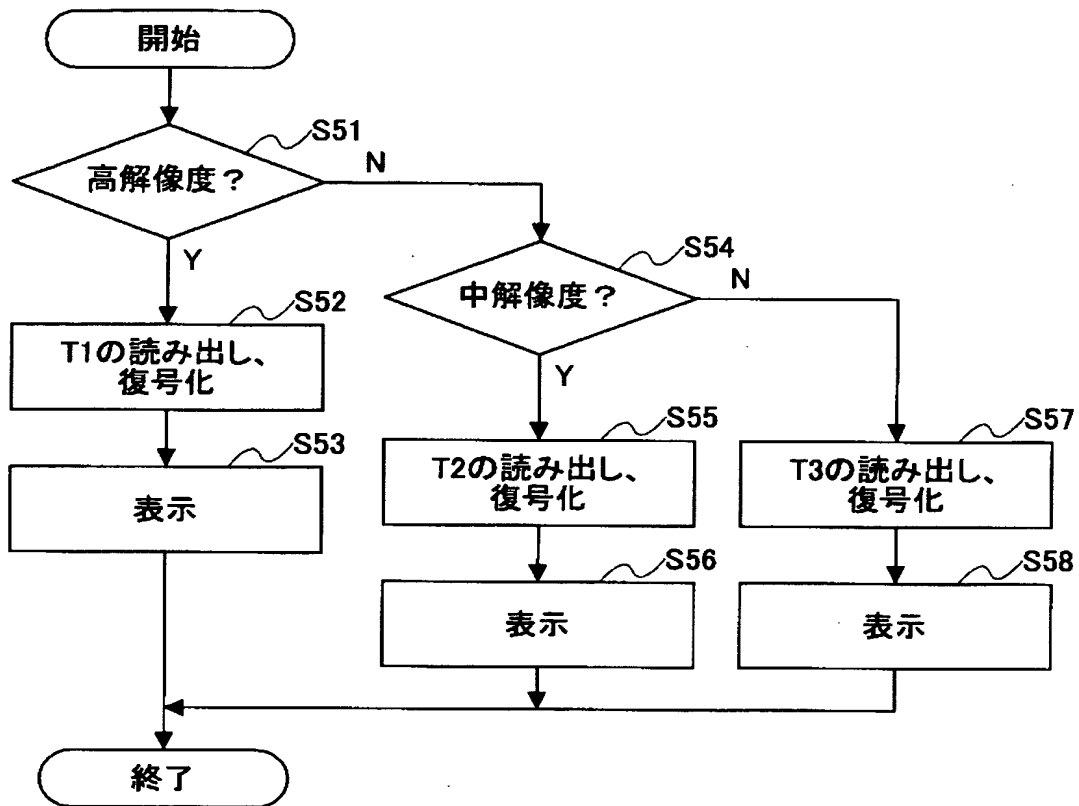 開始
S51
高解像度？
N
Y
S54
中解像度？
N
Y
S52
T1の読み出し、
復号化
S53
表示
S55
T2の読み出し、
復号化
S57
T3の読み出し、
復号化
S56
表示
S58
表示
終了